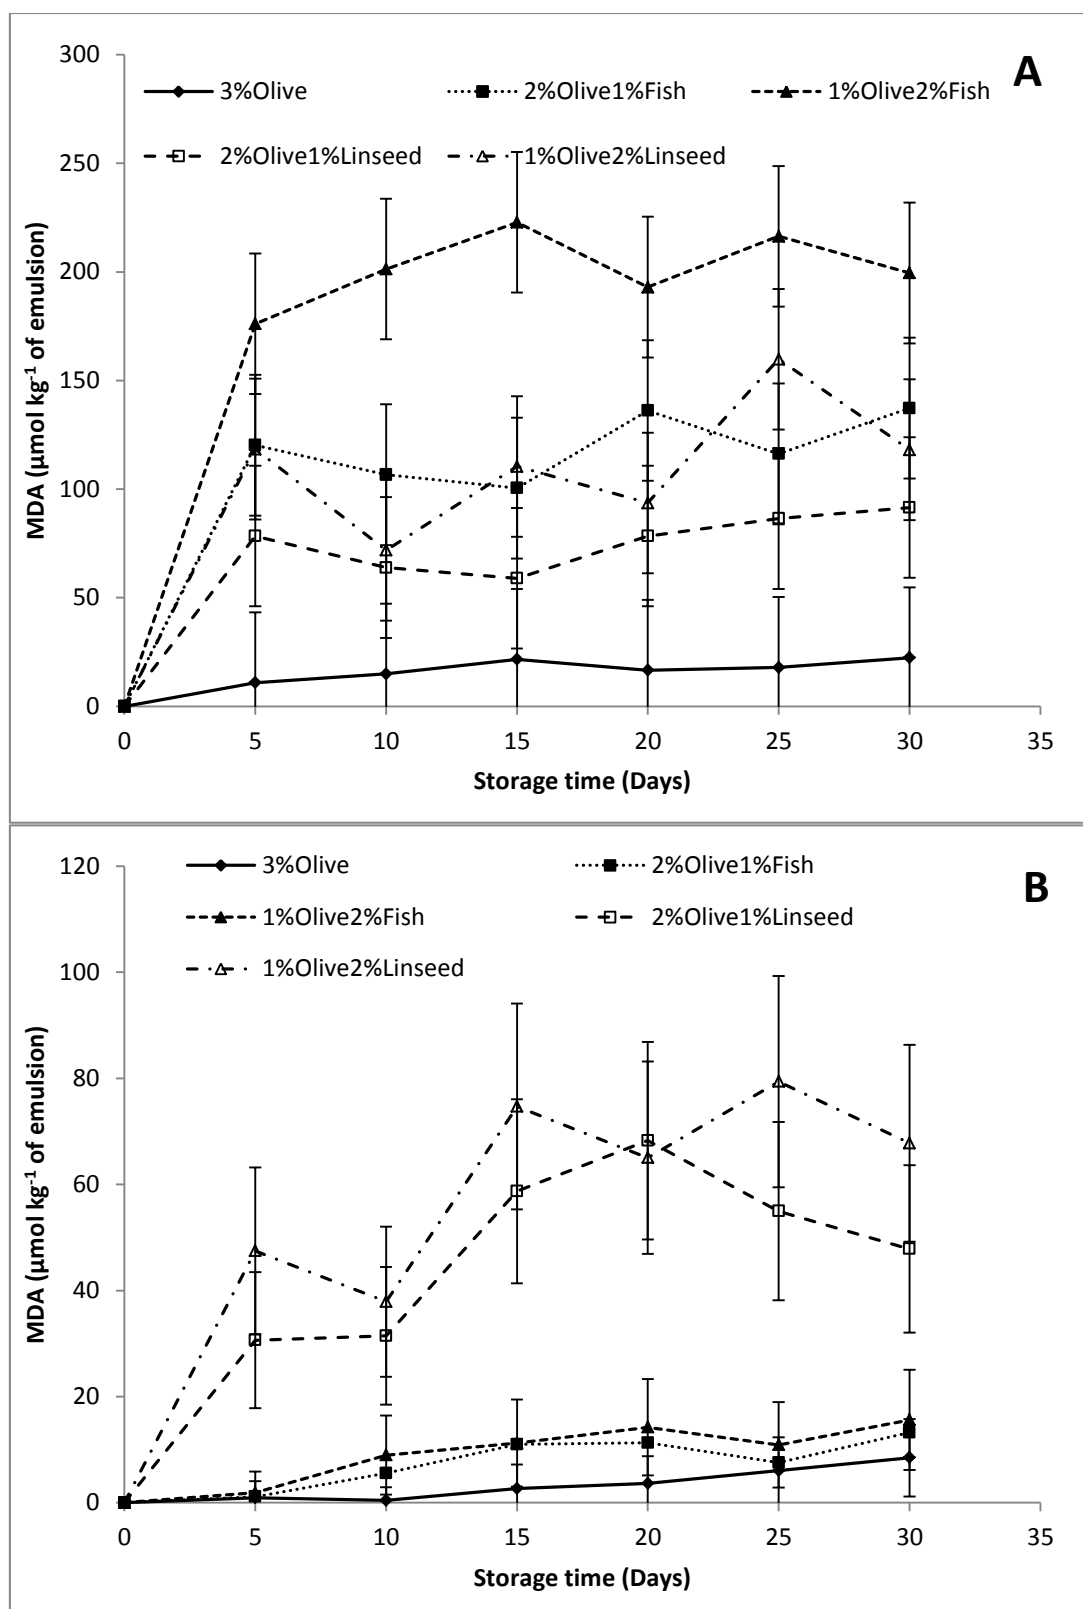 A
300
3%Olive 2%Olive1%Fish 1%Olive2%Fish
2%Olive1%Linseed 1%Olive2%Linseed
250
200
150
100
50
0
MDA (µmol kg⁻¹ of emulsion)
0 5 10 15 20 25 30 35
Storage time (Days)
B
120
3%Olive 2%Olive1%Fish
1%Olive2%Fish 2%Olive1%Linseed
1%Olive2%Linseed
100
80
60
40
20
0
MDA (µmol kg⁻¹ of emulsion)
0 5 10 15 20 25 30 35
Storage time (Days)